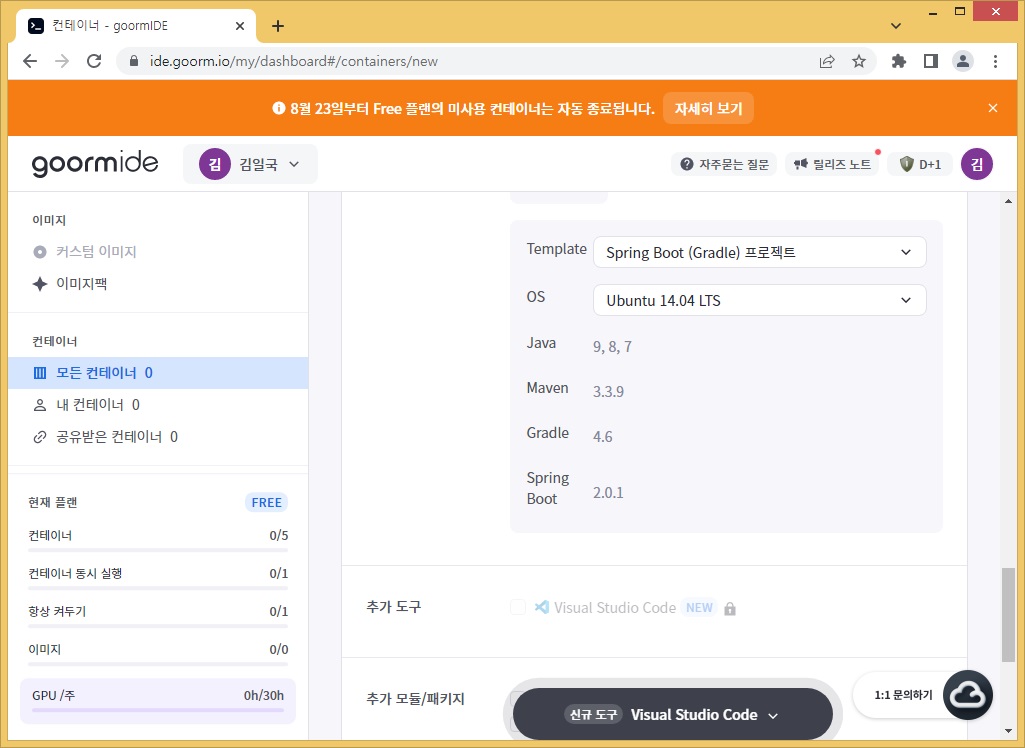 컨테이너 - goormIDE
ide.goorm.io/my/dashboard#/containers/new
8월 23일부터 Free 플랜의 미사용 컨테이너는 자동 종료됩니다. 자세히 보기
goormide 김 김일국 자주묻는 질문 릴리즈 노트 D+1 김
이미지
커스텀 이미지
이미지팩
컨테이너
모든 컨테이너 0
내 컨테이너 0
공유받은 컨테이너 0
현재 플랜 FREE
컨테이너 0/5
컨테이너 동시 실행 0/1
항상 켜두기 0/1
이미지 0/0
GPU /주 0h/30h
Template Spring Boot (Gradle) 프로젝트
OS Ubuntu 14.04 LTS
Java 9, 8, 7
Maven 3.3.9
Gradle 4.6
Spring Boot 2.0.1
추가 도구 Visual Studio Code NEW
추가 모듈/패키지
신규 도구 Visual Studio Code
1:1 문의하기